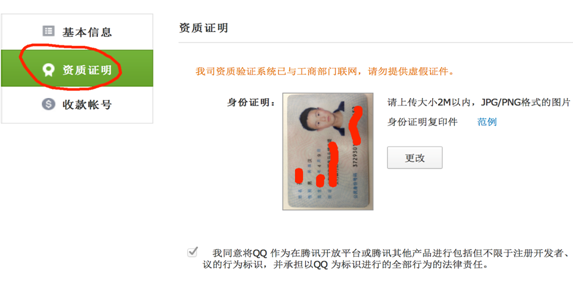 资质证明
基本信息
资质证明
收款帐号
我司资质验证系统已与工商部门联网，请勿提供虚假证件。
身份证明：
请上传大小2M以内，JPG/PNG格式的图片
身份证明复印件 范例
更改
我同意将QQ 作为在腾讯开放平台或腾讯其他产品进行包括但不限于注册开发者、
议的行为标识，并承担以QQ 为标识进行的全部行为的法律责任。